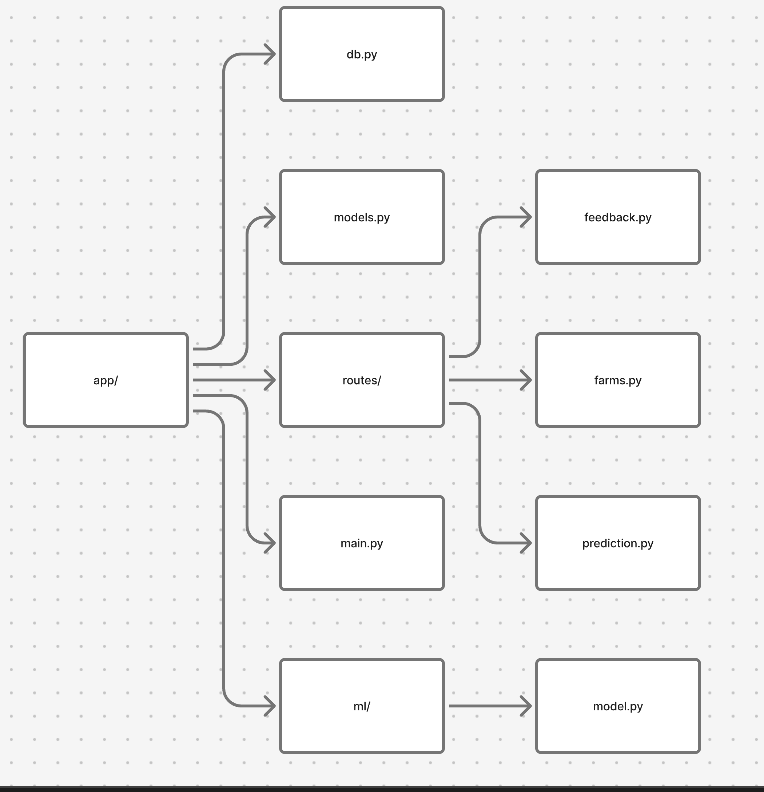 db.py
models.py
feedback.py
app/
routes/
farms.py
main.py
prediction.py
ml/
model.py